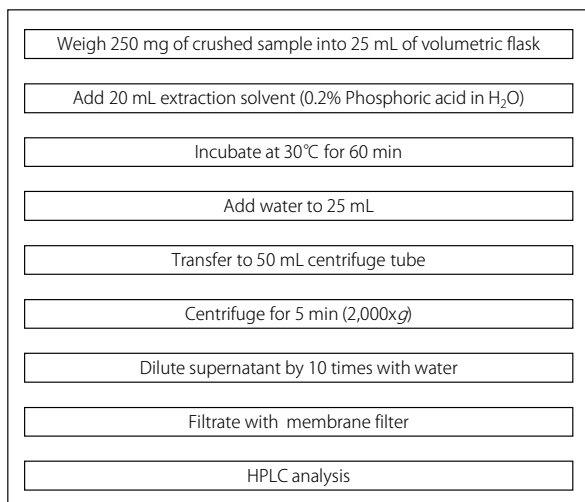 Weigh 250 mg of crushed sample into 25 mL of volumetric flask
Add 20 mL extraction solvent (0.2% Phosphoric acid in H₂O)
Incubate at 30℃ for 60 min
Add water to 25 mL
Transfer to 50 mL centrifuge tube
Centrifuge for 5 min (2,000xg)
Dilute supernatant by 10 times with water
Filtrate with membrane filter
HPLC analysis